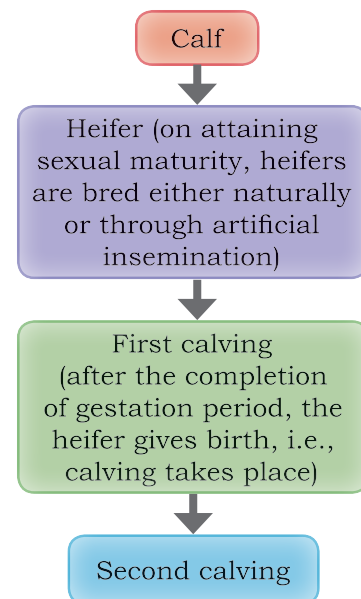 Calf
Heifer (on attaining
sexual maturity, heifers
are bred either naturally
or through artificial
insemination)
First calving
(after the completion
of gestation period, the
heifer gives birth, i.e.,
calving takes place)
Second calving